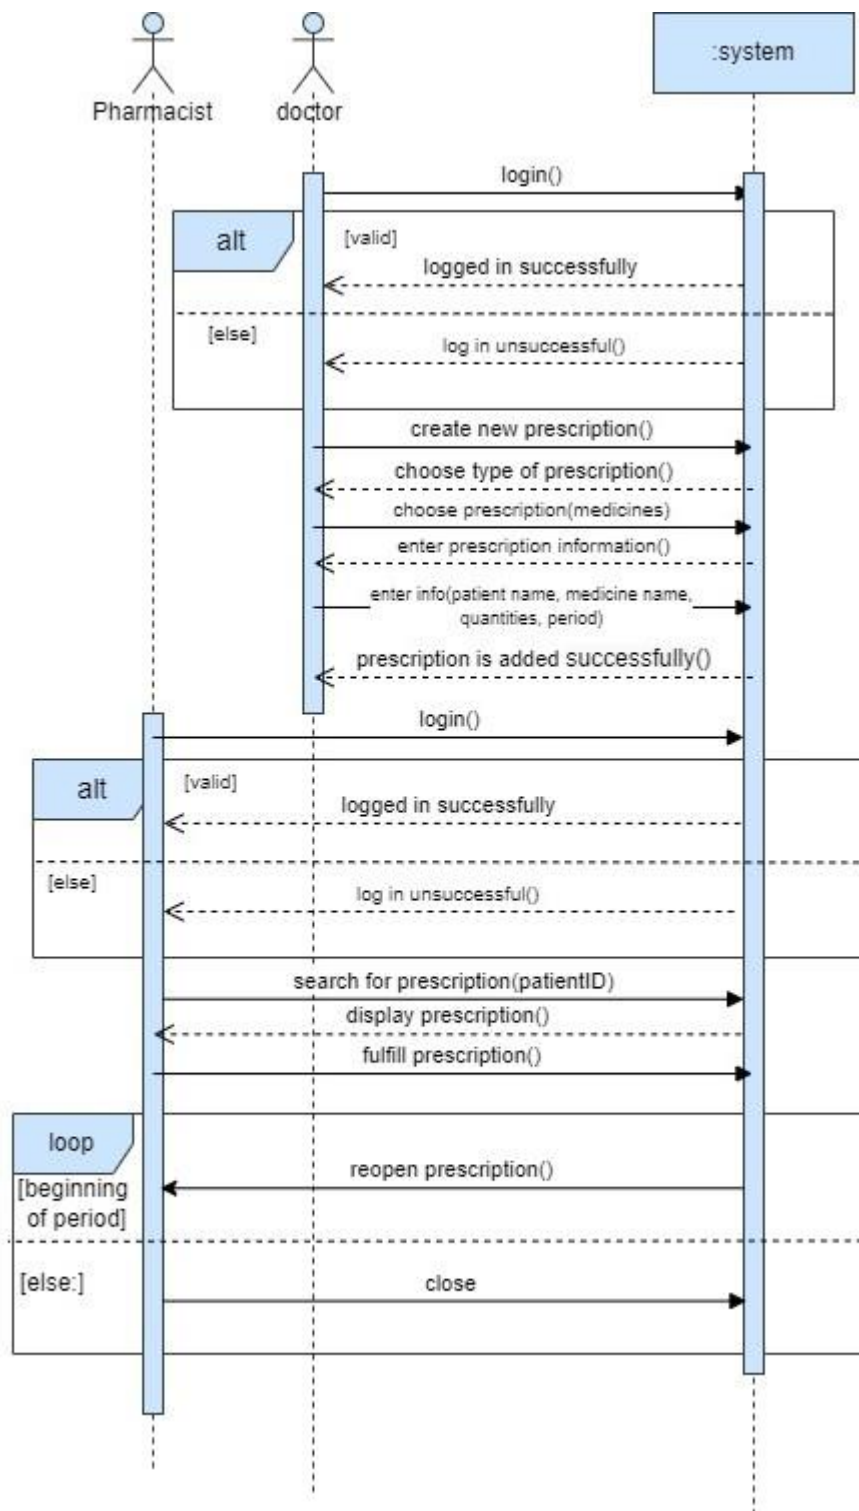 Pharmacist
doctor
:system
login()
alt
[valid]
logged in successfully
[else]
log in unsuccessful()
create new prescription()
choose type of prescription()
choose prescription(medicines)
enter prescription information()
enter info(patient name, medicine name,
quantities, period)
prescription is added successfully()
login()
alt
[valid]
logged in successfully
[else]
log in unsuccessful()
search for prescription(patientID)
display prescription()
fulfill prescription()
loop
reopen prescription()
[beginning
of period]
[else:]
close